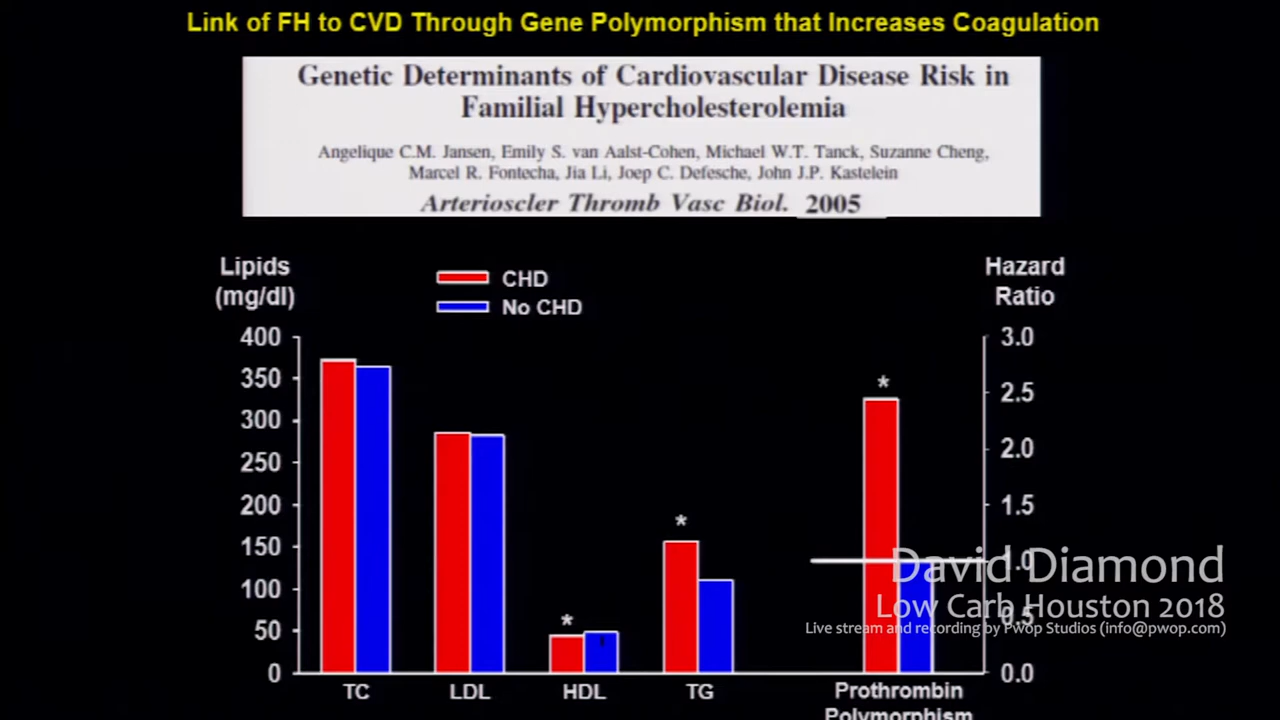 Link of FH to CVD Through Gene Polymorphism that Increases Coagulation
Genetic Determinants of Cardiovascular Disease Risk in
Familial Hypercholesterolemia
Angelique C.M. Jansen, Emily S. van Aalst-Cohen, Michael W.T. Tanck, Suzanne Cheng,
Marcel R. Fontecha, Jia Li, Joep C. Defesche, John J.P. Kastelein
Arterioscler Thromb Vasc Biol. 2005
Lipids
(mg/dl)
CHD
No CHD
Hazard
Ratio
400
350
300
250
200
150
100
50
0
3.0
2.5
2.0
1.5
1.0
0.5
0.0
*
*
*
TC
LDL
HDL
TG
Prothrombin
Polymorphism
David Diamond
Low Carb Houston 2018
Live stream and recording by Pwop Studios (info@pwop.com)